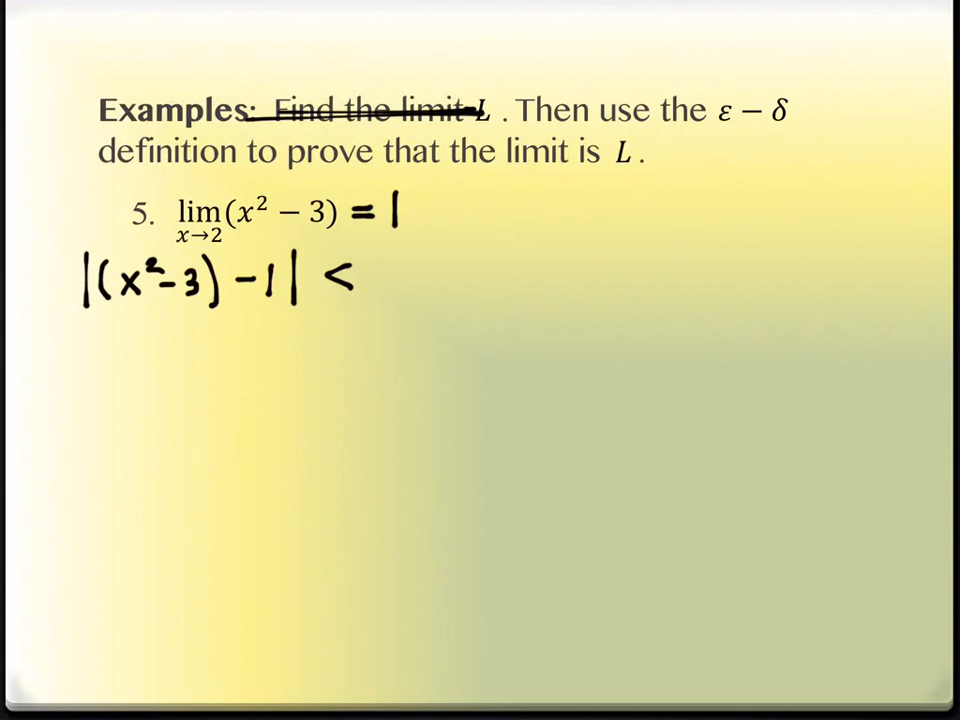 Examples: Find the limit L . Then use the ε − δ
definition to prove that the limit is L .
5. lim x→2 (x² − 3) = 1
|(x²-3) -1| <